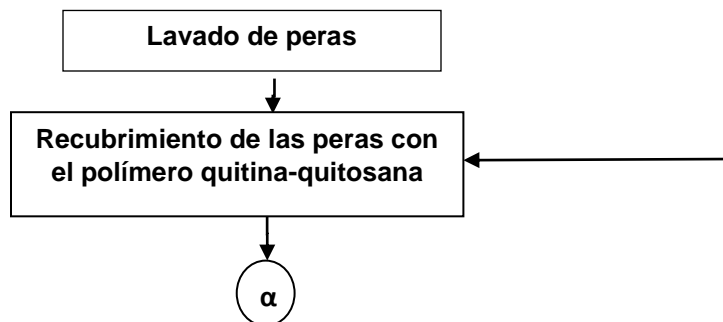 Lavado de peras
Recubrimiento de las peras con
el polímero quitina-quitosana
α